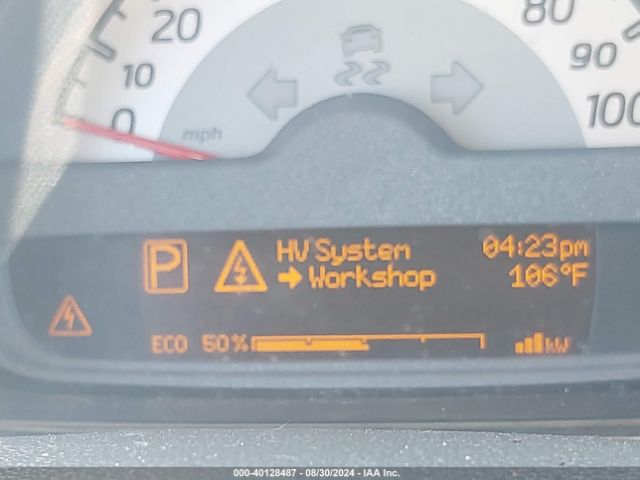 20
10
0
mph
80
90
100
P
HV System
04:23pm
➔ Workshop
106°F
ECO 50%
kW
000-40128487 - 08/30/2024 - IAA Inc.